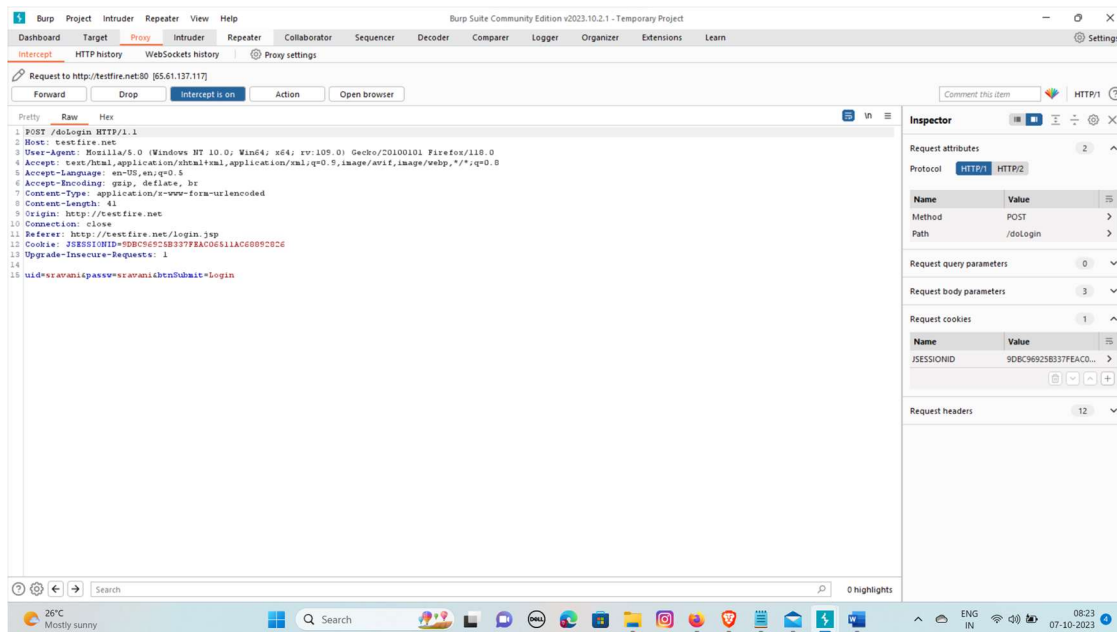 Burp Project Intruder Repeater View Help Burp Suite Community Edition v2023.10.2.1 - Temporary Project
Dashboard Target Proxy Intruder Repeater Collaborator Sequencer Decoder Comparer Logger Organizer Extensions Learn Settings
Intercept HTTP history WebSockets history Proxy settings
Request to http://testfire.net:80 [65.61.137.117]
Forward Drop Intercept is on Action Open browser Comment this item HTTP/1
Pretty Raw Hex \n
1 POST /doLogin HTTP/1.1
2 Host: testfire.net
3 User-Agent: Mozilla/5.0 (Windows NT 10.0; Win64; x64; rv:109.0) Gecko/20100101 Firefox/118.0
4 Accept: text/html,application/xhtml+xml,application/xml;q=0.9,image/avif,image/webp,*/*;q=0.8
5 Accept-Language: en-US,en;q=0.5
6 Accept-Encoding: gzip, deflate, br
7 Content-Type: application/x-www-form-urlencoded
8 Content-Length: 41
9 Origin: http://testfire.net
10 Connection: close
11 Referer: http://testfire.net/login.jsp
12 Cookie: JSESSIONID=9DBC96925B337FEAC06511AC68892826
13 Upgrade-Insecure-Requests: 1
14
15 uid=sravani&passw=sravani&btnSubmit=Login
Inspector
Request attributes 2
Protocol HTTP/1 HTTP/2
Name Value
Method POST
Path /doLogin
Request query parameters 0
Request body parameters 3
Request cookies 1
Name Value
JSESSIONID 9DBC96925B337FEAC0...
Request headers 12
Search 0 highlights
26°C
Mostly sunny
Search
DELL
ENG
IN
08:23
07-10-2023